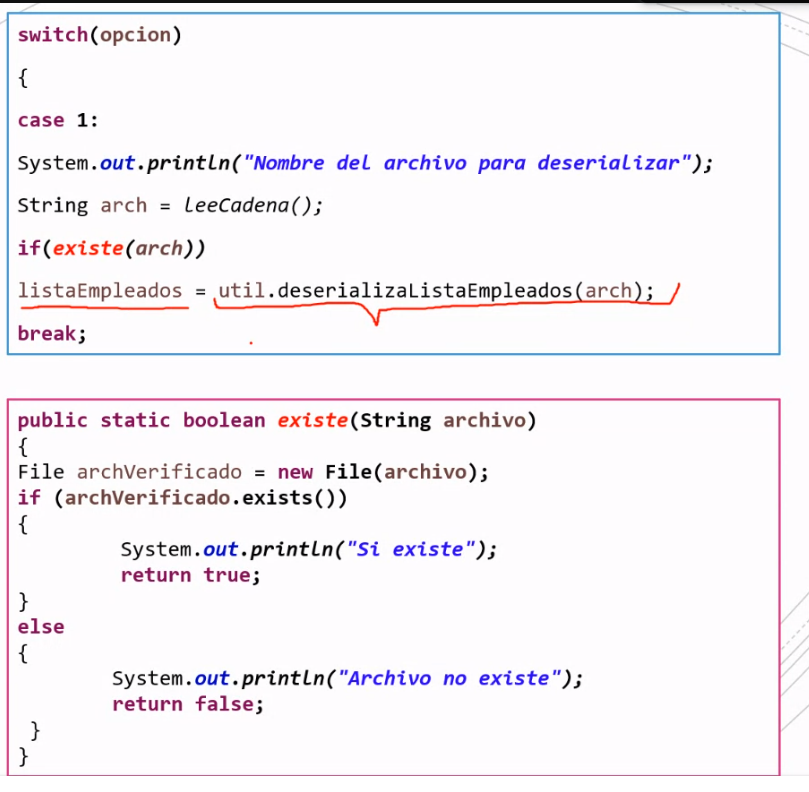 switch(opcion)
{
case 1:
System.out.println("Nombre del archivo para deserializar");
String arch = LeeCadena();
if(existe(arch))
listaEmpleados = util.deserializaListaEmpleados(arch);
break;
public static boolean existe(String archivo)
{
File archVerificado = new File(archivo);
if (archVerificado.exists())
{
System.out.println("Si existe");
return true;
}
else
{
System.out.println("Archivo no existe");
return false;
}
}